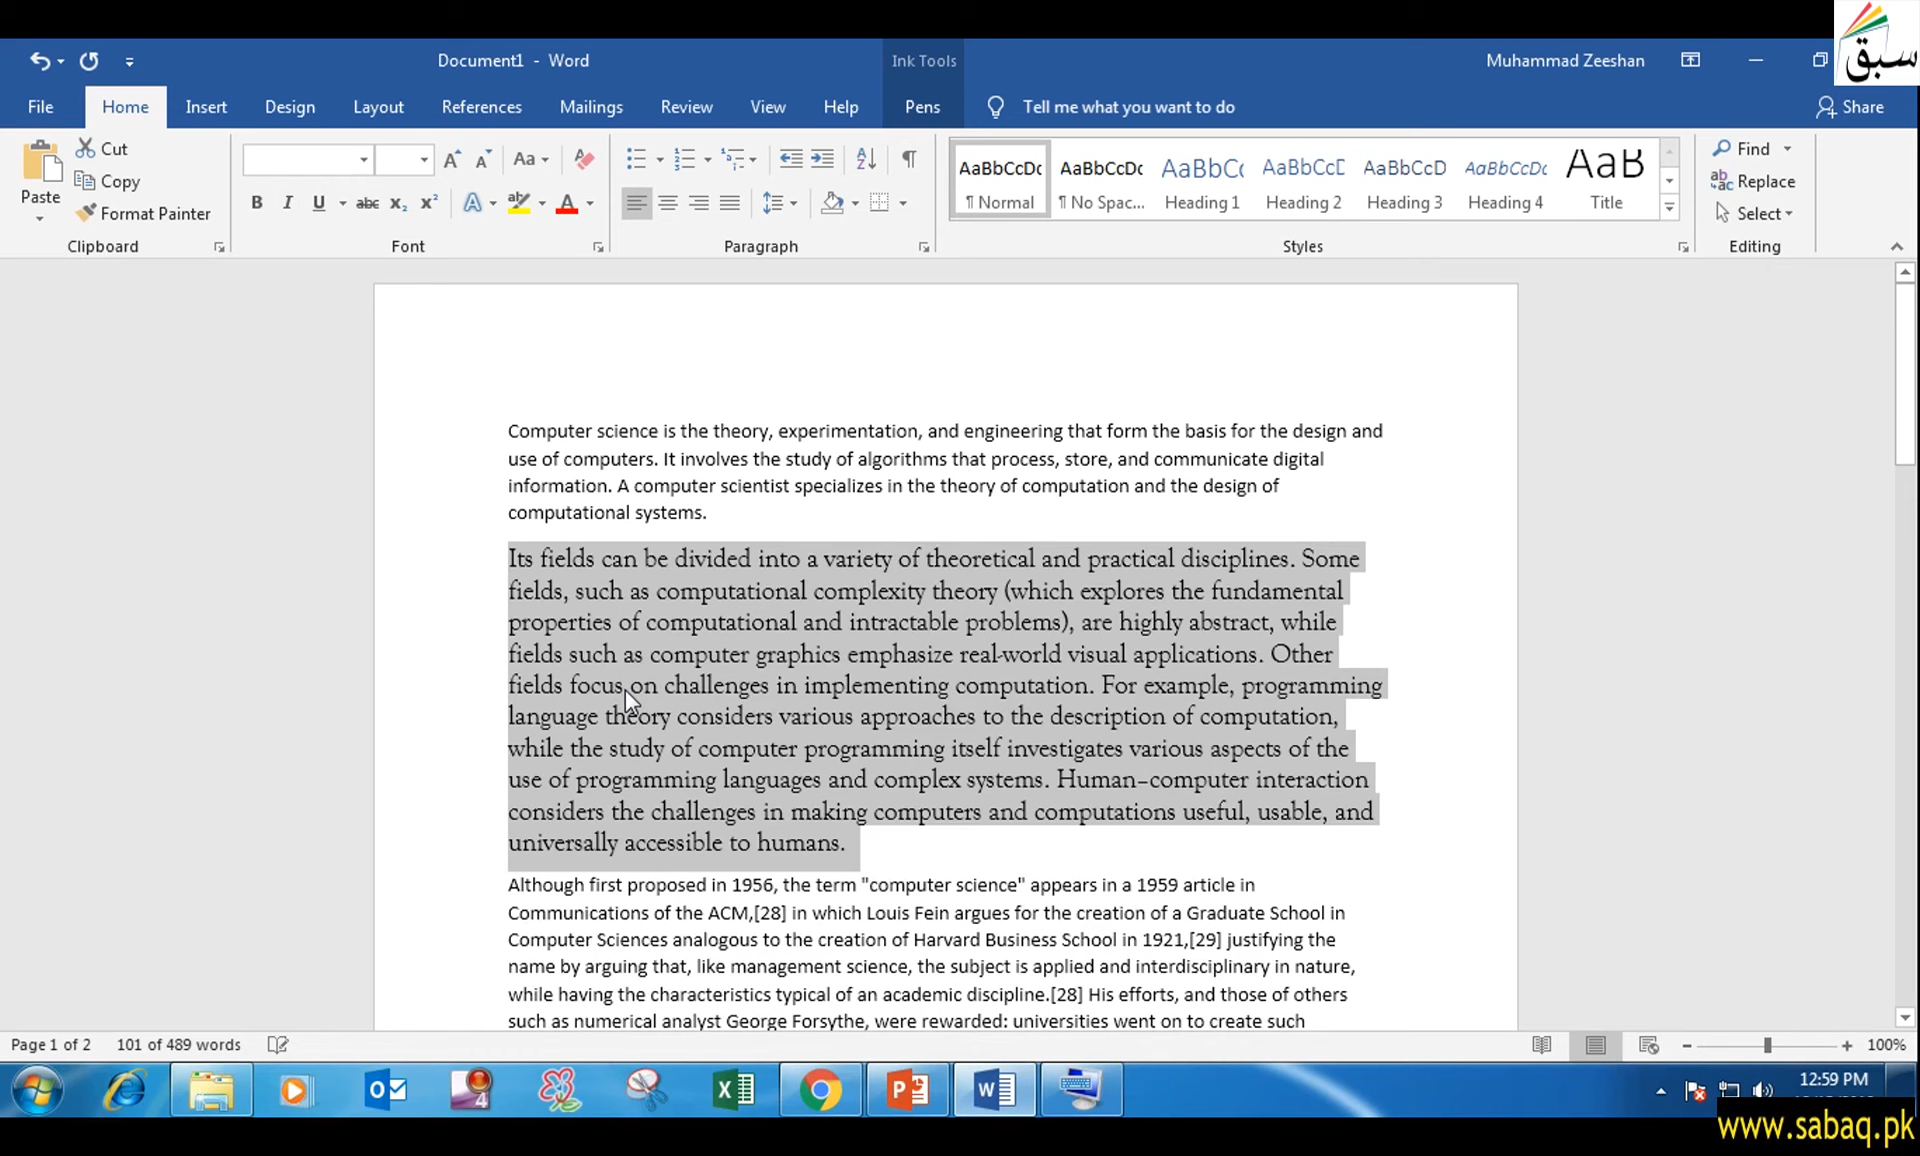 سبق
Document1 - Word
Ink Tools
Muhammad Zeeshan
File Home Insert Design Layout References Mailings Review View Help Pens Tell me what you want to do Share
Paste
Cut
Copy
Format Painter
Clipboard
Aa
B I U abc x₂ x² A A
Font
Paragraph
AaBbCcDc AaBbCcDc AaBbCc AaBbCcE AaBbCcD AaBbCcDc AaB
¶ Normal ¶ No Spac... Heading 1 Heading 2 Heading 3 Heading 4 Title
Styles
Find
Replace
Select
Editing
Computer science is the theory, experimentation, and engineering that form the basis for the design and
use of computers. It involves the study of algorithms that process, store, and communicate digital
information. A computer scientist specializes in the theory of computation and the design of
computational systems.
Its fields can be divided into a variety of theoretical and practical disciplines. Some
fields, such as computational complexity theory (which explores the fundamental
properties of computational and intractable problems), are highly abstract, while
fields such as computer graphics emphasize real-world visual applications. Other
fields focus on challenges in implementing computation. For example, programming
language theory considers various approaches to the description of computation,
while the study of computer programming itself investigates various aspects of the
use of programming languages and complex systems. Human–computer interaction
considers the challenges in making computers and computations useful, usable, and
universally accessible to humans.
Although first proposed in 1956, the term "computer science" appears in a 1959 article in
Communications of the ACM,[28] in which Louis Fein argues for the creation of a Graduate School in
Computer Sciences analogous to the creation of Harvard Business School in 1921,[29] justifying the
name by arguing that, like management science, the subject is applied and interdisciplinary in nature,
while having the characteristics typical of an academic discipline.[28] His efforts, and those of others
such as numerical analyst George Forsythe, were rewarded: universities went on to create such
Page 1 of 2 101 of 489 words 100%
12:59 PM
www.sabaq.pk